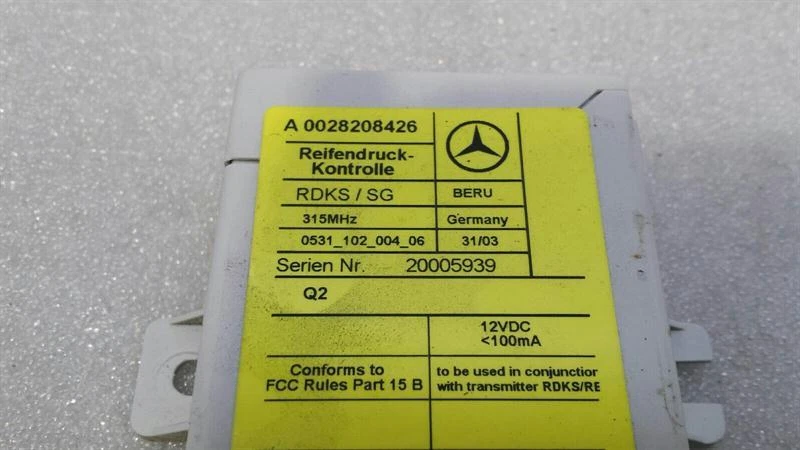 A 0028208426
Reifendruck-
Kontrolle
RDKS / SG
BERU
315MHz
Germany
0531_102_004_06
31/03
Serien Nr. 20005939
Q2
12VDC
<100mA
Conforms to
FCC Rules Part 15 B
to be used in conjunction
with transmitter RDKS/RE